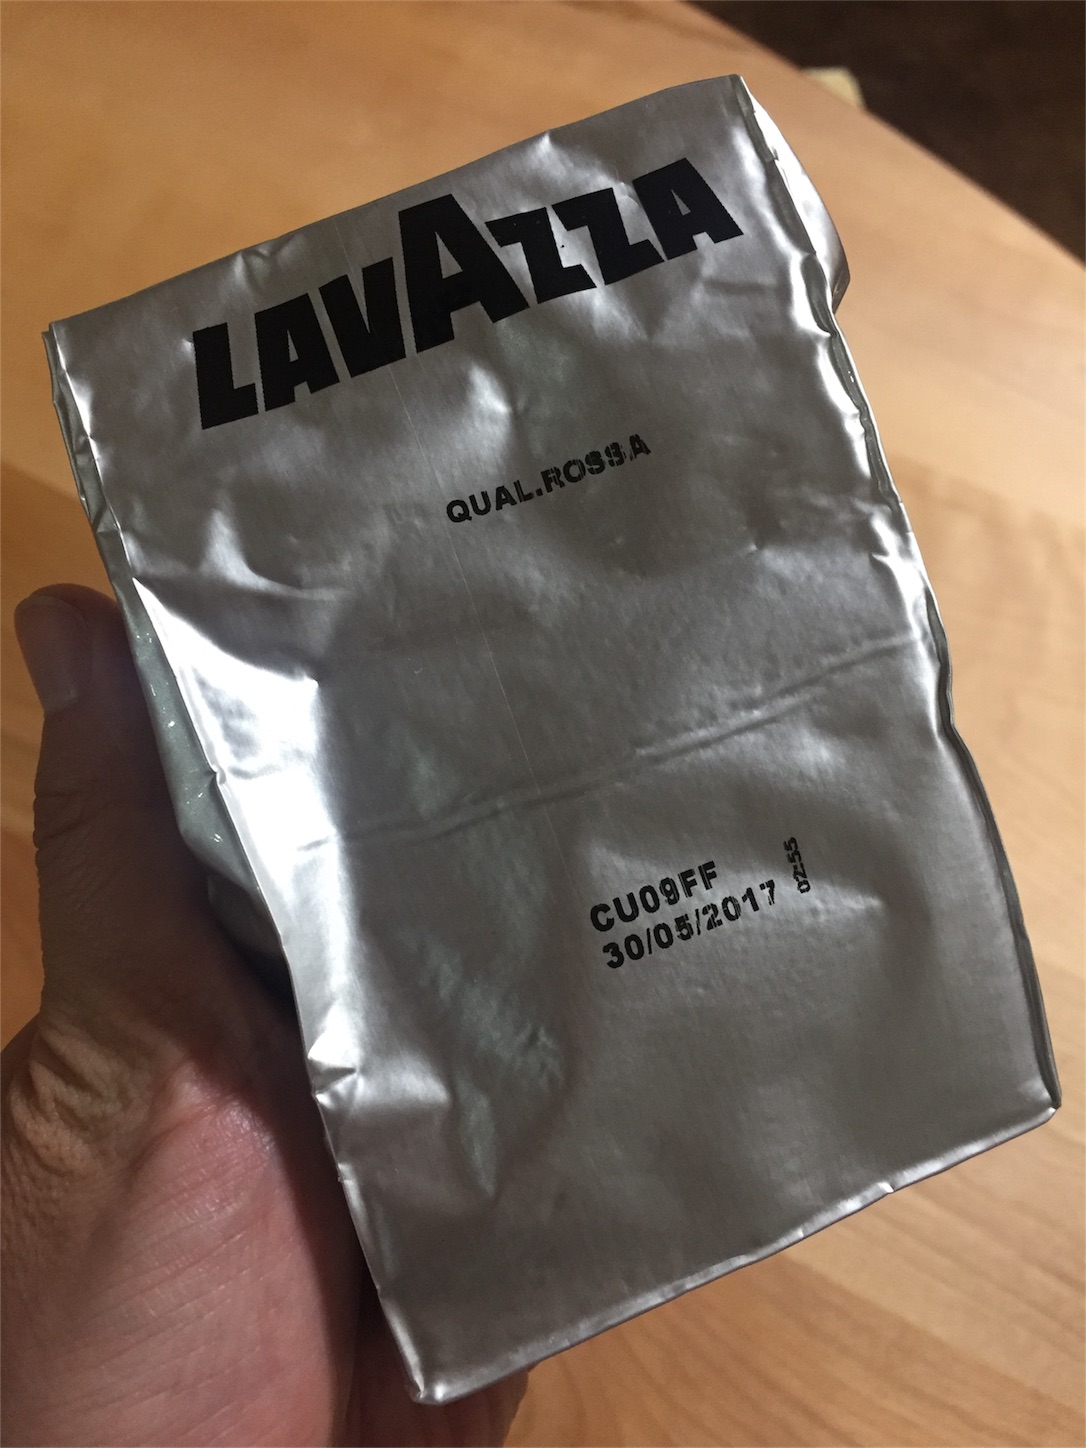 LAVAZZA
QUAL.ROSSA
CU09FF
30/05/2017
02:55